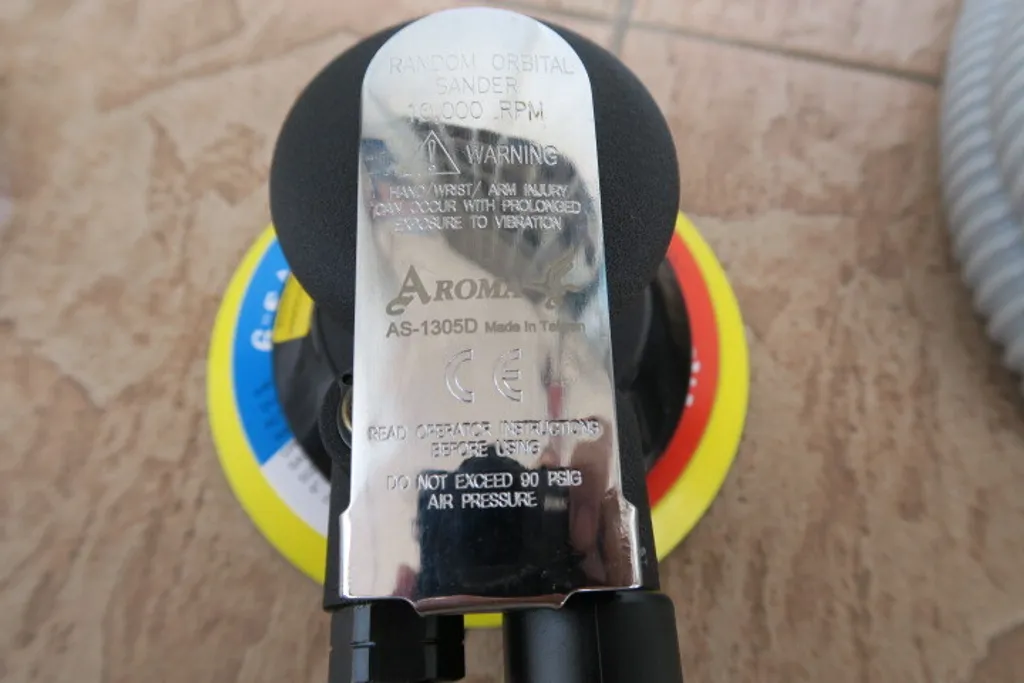 RANDOM ORBITAL
SANDER
10,000 RPM
WARNING
HAND/WRIST/ ARM INJURY
CAN OCCUR WITH PROLONGED
EXPOSURE TO VIBRATION
AROMA
AS-1305D Made In Taiwan
CE
READ OPERATOR INSTRUCTIONS
BEFORE USING
DO NOT EXCEED 90 PSIG
AIR PRESSURE